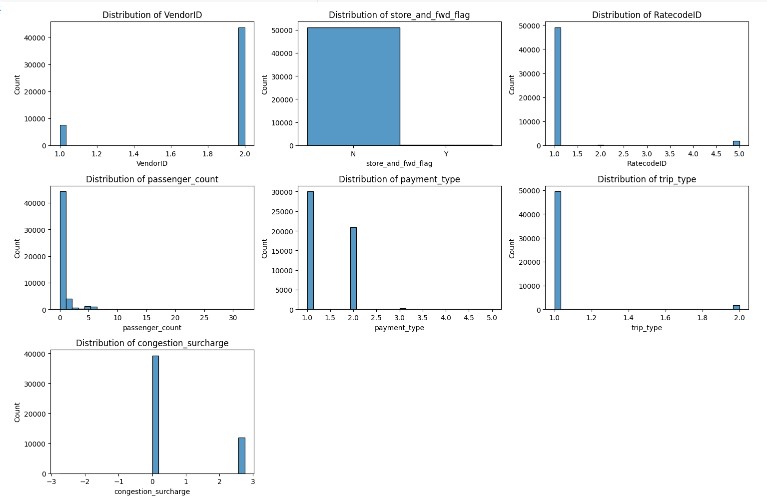 Distribution of VendorID
Count
50000
40000
30000
20000
10000
0
1.0 1.2 1.4 1.6 1.8 2.0
VendorID
Distribution of store_and_fwd_flag
Count
50000
40000
30000
20000
10000
0
N Y
store_and_fwd_flag
Distribution of RatecodeID
Count
50000
40000
30000
20000
10000
0
1.0 1.5 2.0 2.5 3.0 3.5 4.0 4.5 5.0
RatecodeID
Distribution of passenger_count
Count
40000
30000
20000
10000
0
0 5 10 15 20 25 30
passenger_count
Distribution of payment_type
Count
30000
25000
20000
15000
10000
5000
0
1.0 1.5 2.0 2.5 3.0 3.5 4.0 4.5 5.0
payment_type
Distribution of trip_type
Count
50000
40000
30000
20000
10000
0
1.0 1.2 1.4 1.6 1.8 2.0
trip_type
Distribution of congestion_surcharge
Count
40000
30000
20000
10000
0
−3 −2 −1 0 1 2 3
congestion_surcharge